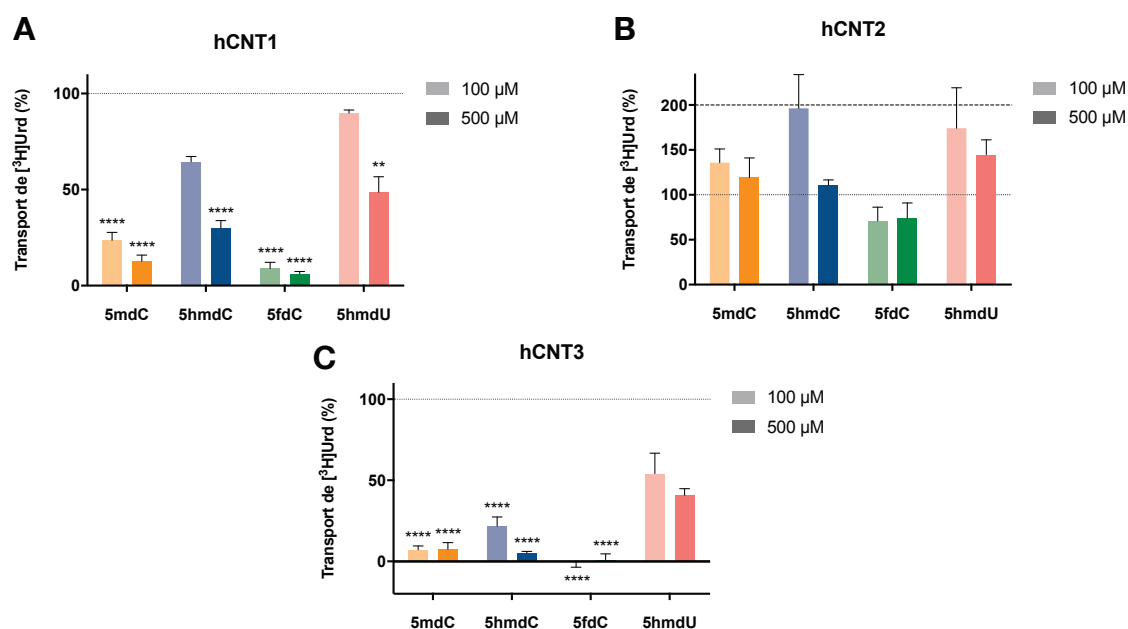 A
hCNT1
Transport de [³H]Urd (%)
100
50
0
**** **** **** **** **** **
5mdC 5hmdC 5fdC 5hmdU
100 µM
500 µM
B
hCNT2
Transport de [³H]Urd (%)
200
150
100
50
0
5mdC 5hmdC 5fdC 5hmdU
100 µM
500 µM
C
hCNT3
Transport de [³H]Urd (%)
100
50
0
**** **** **** **** **** ****
5mdC 5hmdC 5fdC 5hmdU
100 µM
500 µM